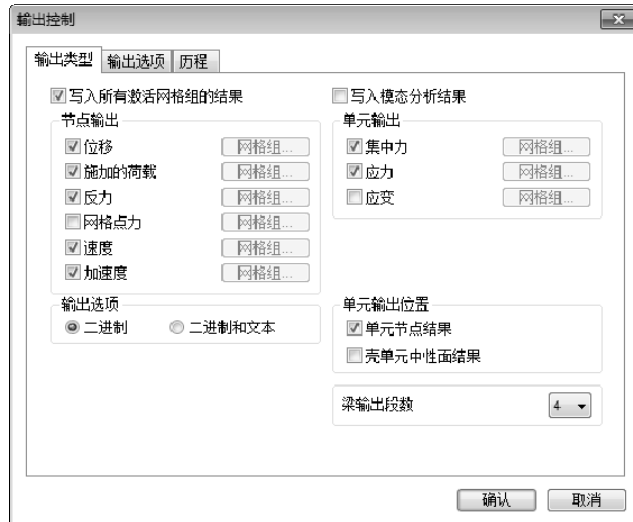 输出控制
输出类型 输出选项 历程
写入所有激活网格组的结果
写入模态分析结果
节点输出
位移 网格组...
施加的荷载 网格组...
反力 网格组...
网格点力 网格组...
速度 网格组...
加速度 网格组...
单元输出
集中力 网格组...
应力 网格组...
应变 网格组...
输出选项
二进制 二进制和文本
单元输出位置
单元节点结果
壳单元中性面结果
梁输出段数 4
确认 取消